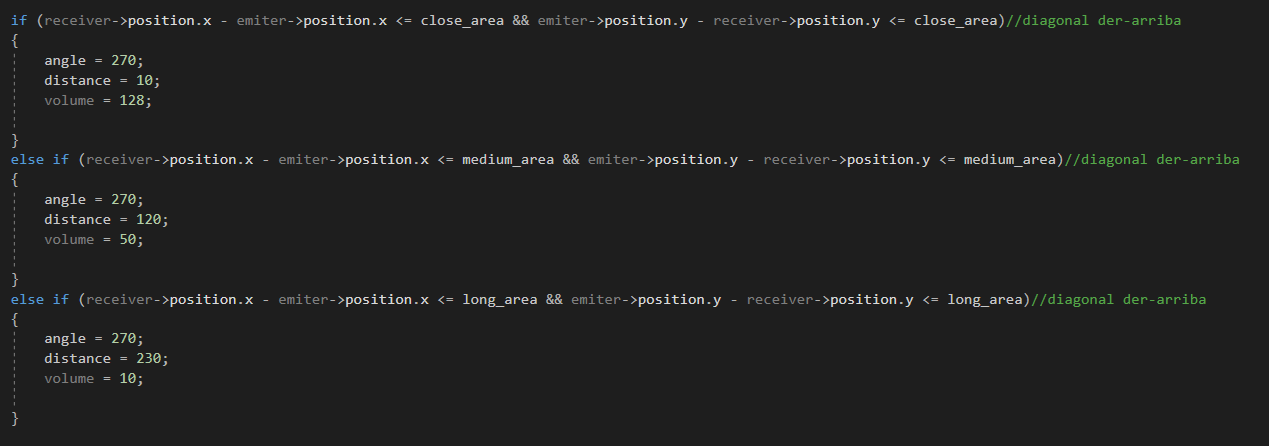 if (receiver->position.x - emiter->position.x <= close_area && emiter->position.y - receiver->position.y <= close_area)//diagonal der-arriba
{
    angle = 270;
    distance = 10;
    volume = 128;
}
else if (receiver->position.x - emiter->position.x <= medium_area && emiter->position.y - receiver->position.y <= medium_area)//diagonal der-arriba
{
    angle = 270;
    distance = 120;
    volume = 50;
}
else if (receiver->position.x - emiter->position.x <= long_area && emiter->position.y - receiver->position.y <= long_area)//diagonal der-arriba
{
    angle = 270;
    distance = 230;
    volume = 10;
}